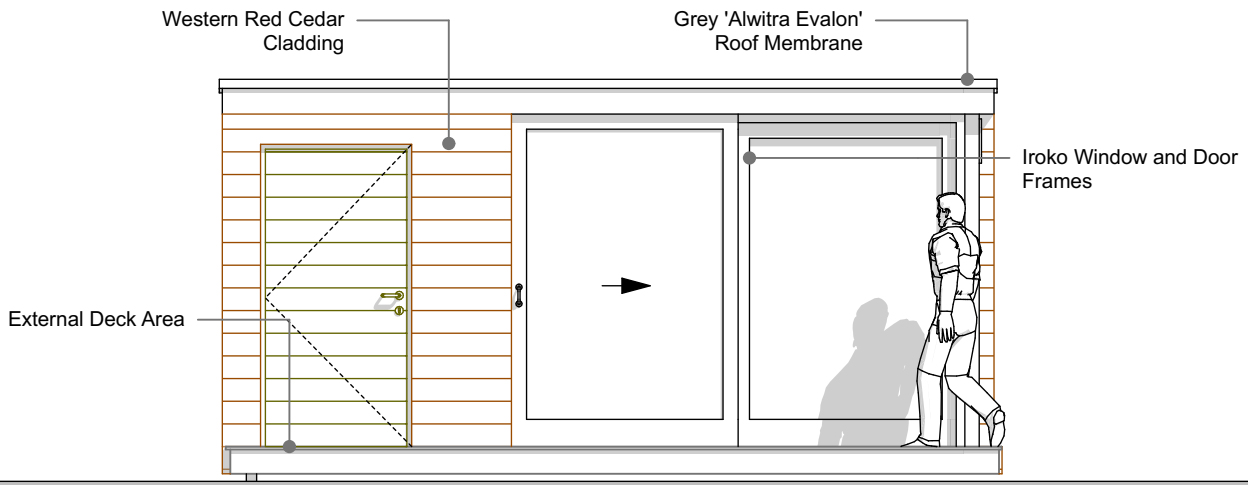 Western Red Cedar
Cladding
Grey 'Alwitra Evalon'
Roof Membrane
Iroko Window and Door
Frames
External Deck Area